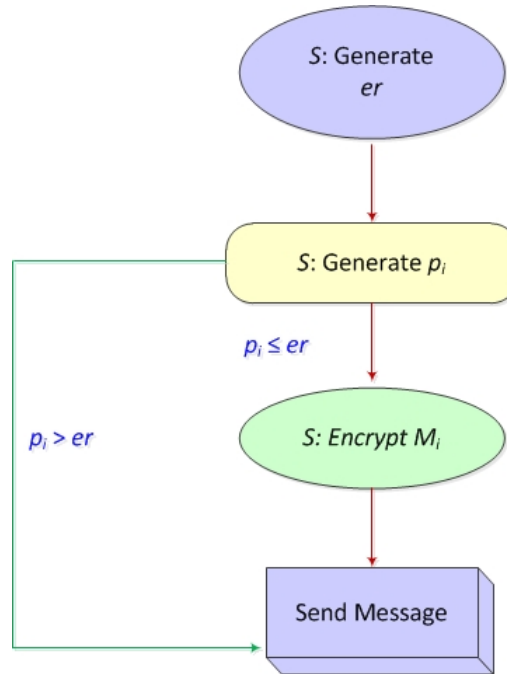 S: Generate
er
S: Generate pᵢ
pᵢ ≤ er
pᵢ > er
S: Encrypt Mᵢ
Send Message